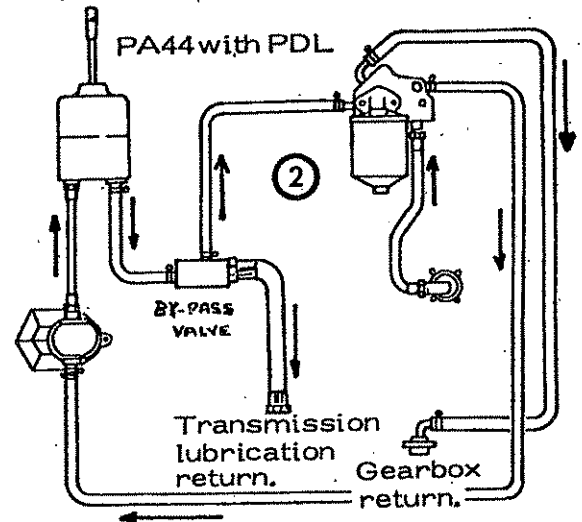 PA44 with PDL
2
BY-PASS
VALVE
Transmission
lubrication
return.
Gearbox
return.